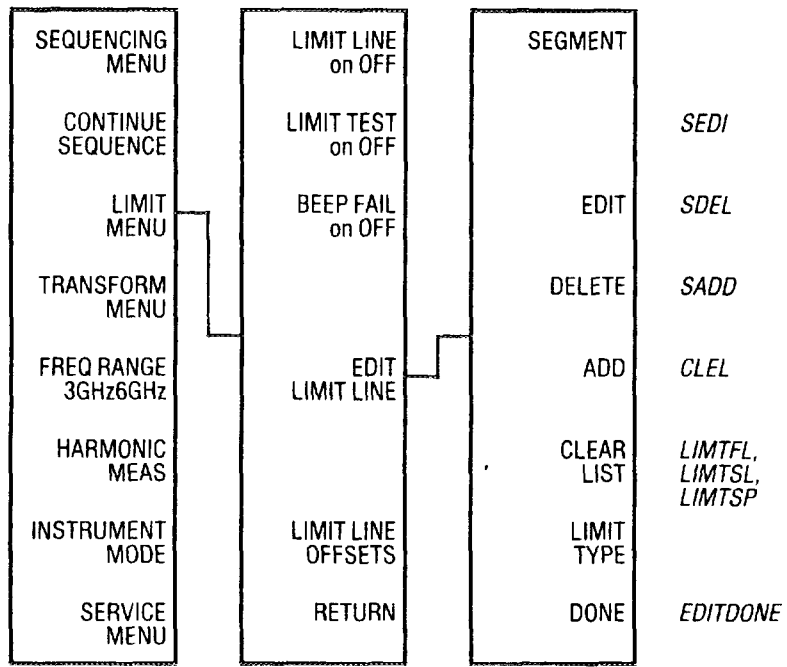 SEQUENCING
MENU
CONTINUE
SEQUENCE
LIMIT
MENU
TRANSFORM
MENU
FREQ RANGE
3GHz6GHz
HARMONIC
MEAS
INSTRUMENT
MODE
SERVICE
MENU
LIMIT LINE
on OFF
LIMIT TEST
on OFF
BEEP FAIL
on OFF
EDIT
LIMIT LINE
LIMIT LINE
OFFSETS
RETURN
SEGMENT
EDIT
DELETE
ADD
CLEAR
LIST
LIMIT
TYPE
DONE
SEDI
SDEL
SADD
CLEL
LIMTFL,
LIMTSL,
LIMTSP
EDITDONE